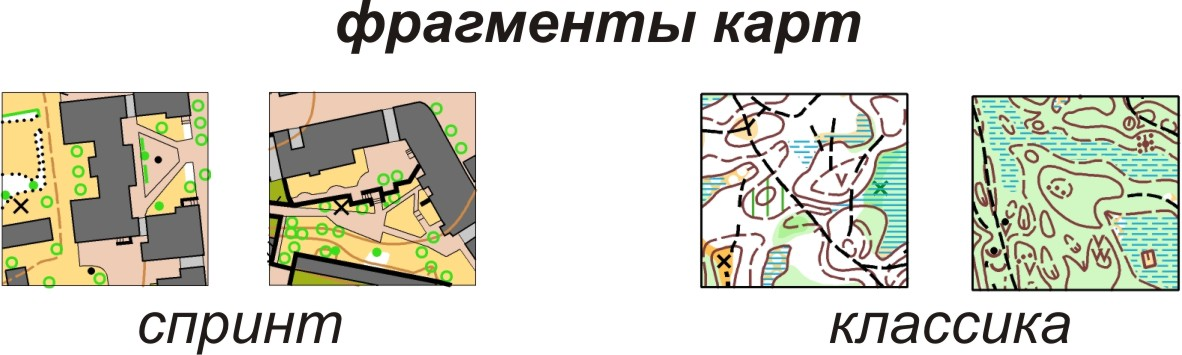 фрагменты карт
спринт
классика